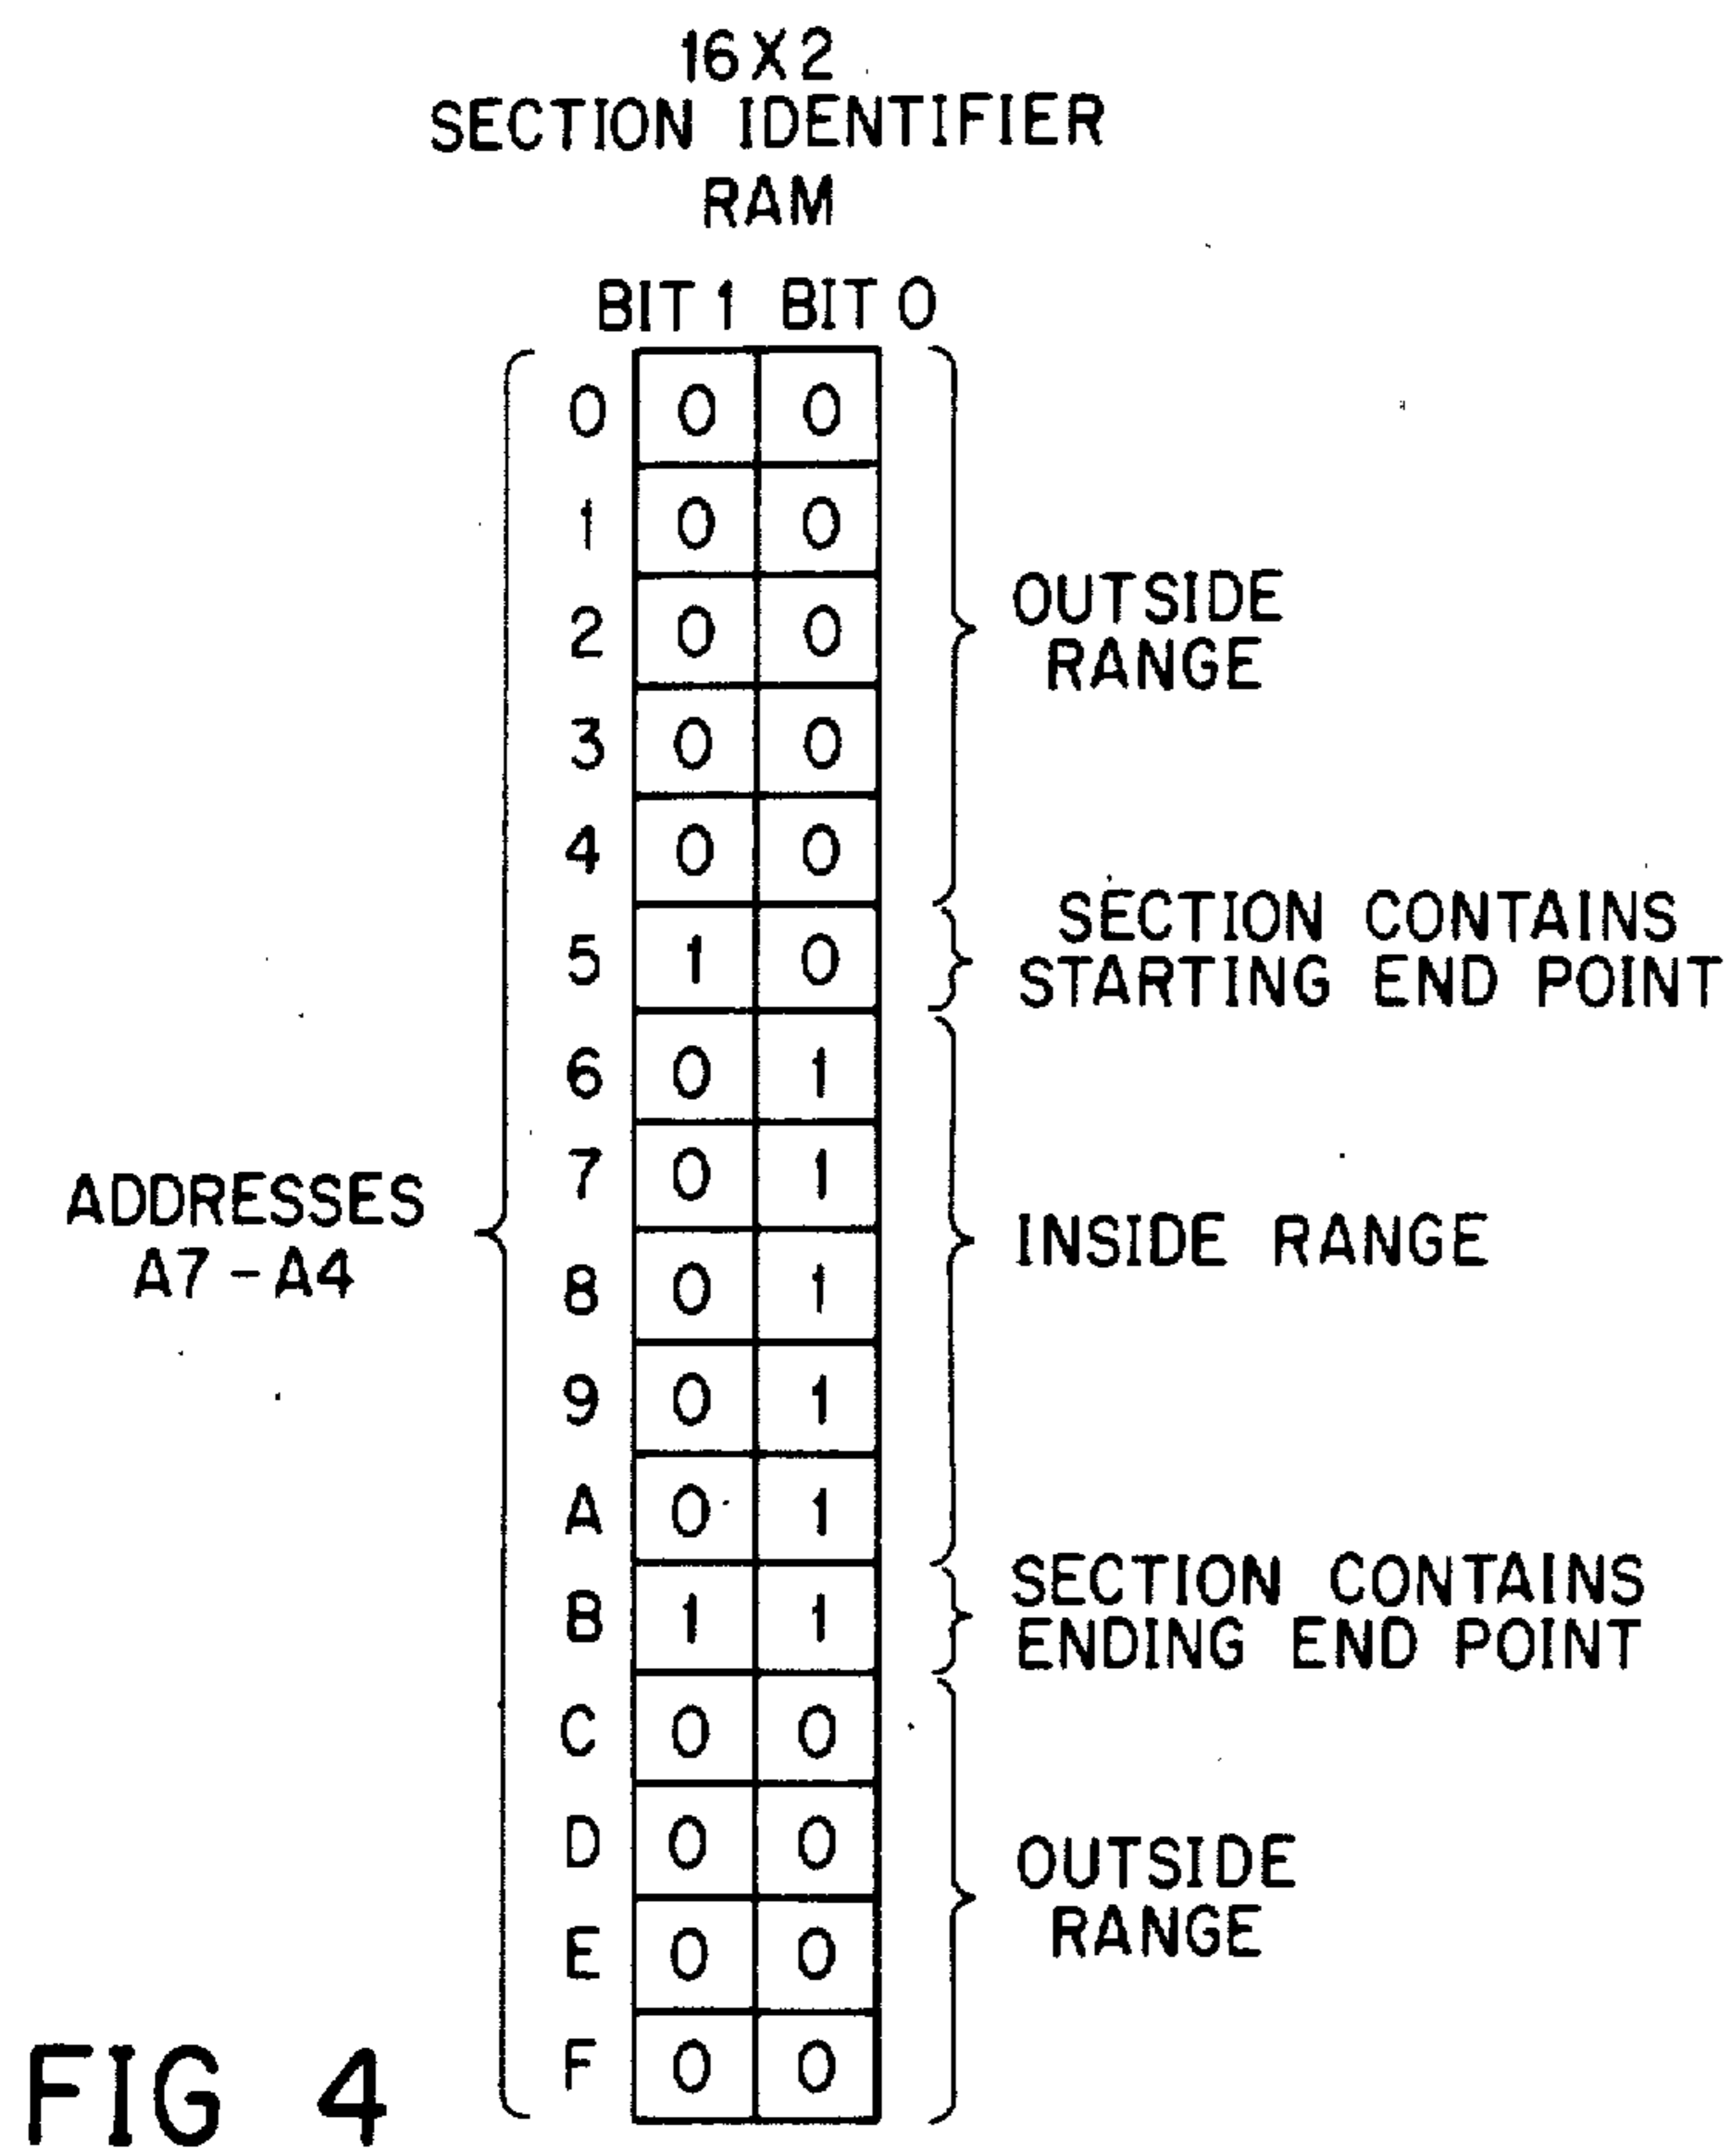 16X2
SECTION IDENTIFIER
RAM
BIT 1 BIT 0
0 0 0
1 0 0
2 0 0
OUTSIDE
RANGE
3 0 0
4 0 0
5 1 0
SECTION CONTAINS
STARTING END POINT
6 0 1
7 0 1
ADDRESSES
A7-A4
INSIDE RANGE
8 0 1
9 0 1
A 0 1
B 1 1
SECTION CONTAINS
ENDING END POINT
C 0 0
D 0 0
OUTSIDE
RANGE
E 0 0
F 0 0
FIG 4